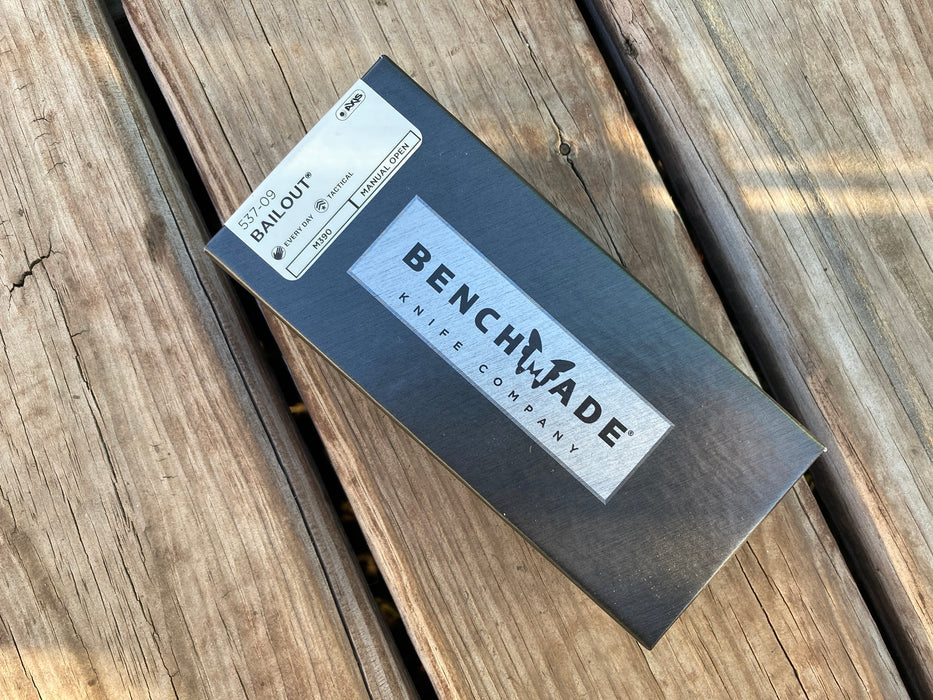 AXIS
537-09
BAILOUT®
EVERY DAY TACTICAL
M390 MANUAL OPEN
BENCHMADE®
KNIFE COMPANY